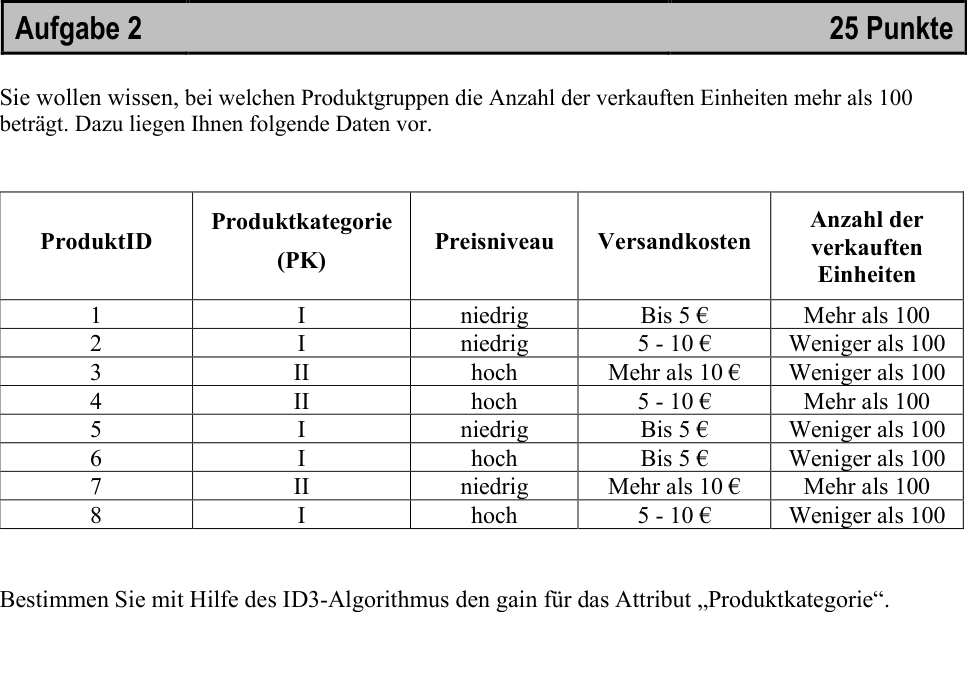 Aufgabe 2 25 Punkte
Sie wollen wissen, bei welchen Produktgruppen die Anzahl der verkauften Einheiten mehr als 100
beträgt. Dazu liegen Ihnen folgende Daten vor.
ProduktID Produktkategorie (PK) Preisniveau Versandkosten Anzahl der verkauften Einheiten
1 I niedrig Bis 5 € Mehr als 100
2 I niedrig 5 - 10 € Weniger als 100
3 II hoch Mehr als 10 € Weniger als 100
4 II hoch 5 - 10 € Mehr als 100
5 I niedrig Bis 5 € Weniger als 100
6 I hoch Bis 5 € Weniger als 100
7 II niedrig Mehr als 10 € Mehr als 100
8 I hoch 5 - 10 € Weniger als 100
Bestimmen Sie mit Hilfe des ID3-Algorithmus den gain für das Attribut „Produktkategorie“.